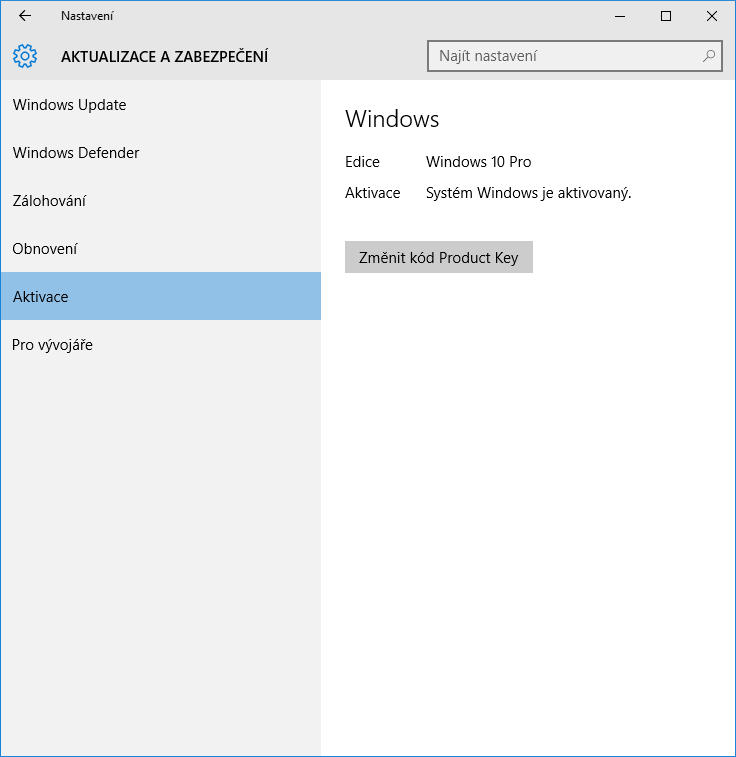 Nastavení
AKTUALIZACE A ZABEZPEČENÍ
Najít nastavení
Windows Update
Windows Defender
Zálohování
Obnovení
Aktivace
Pro vývojáře
Windows
Edice Windows 10 Pro
Aktivace Systém Windows je aktivovaný.
Změnit kód Product Key